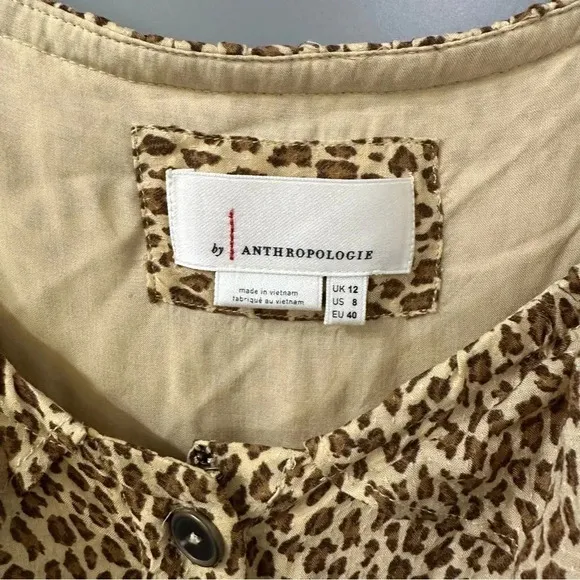 by ANTHROPOLOGIE
made in vietnam
fabriqué au vietnam
UK 12
US 8
EU 40